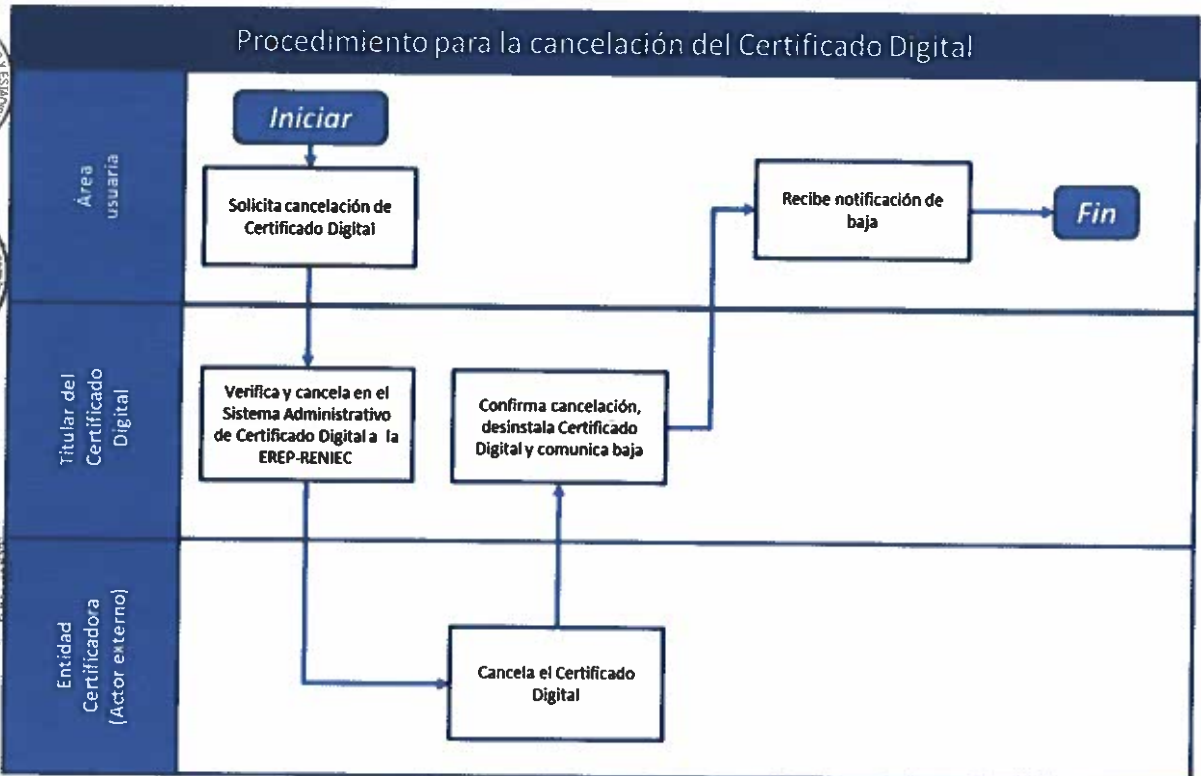 Procedimiento para la cancelación del Certificado Digital
Área
usuaria
Iniciar
Solicita cancelación de
Certificado Digital
Recibe notificación de
baja
Fin
Titular del
Certificado
Digital
Verifica y cancela en el
Sistema Administrativo
de Certificado Digital a la
EREP-RENIEC
Confirma cancelación,
desinstala Certificado
Digital y comunica baja
Entidad
Certificadora
(Actor externo)
Cancela el Certificado
Digital